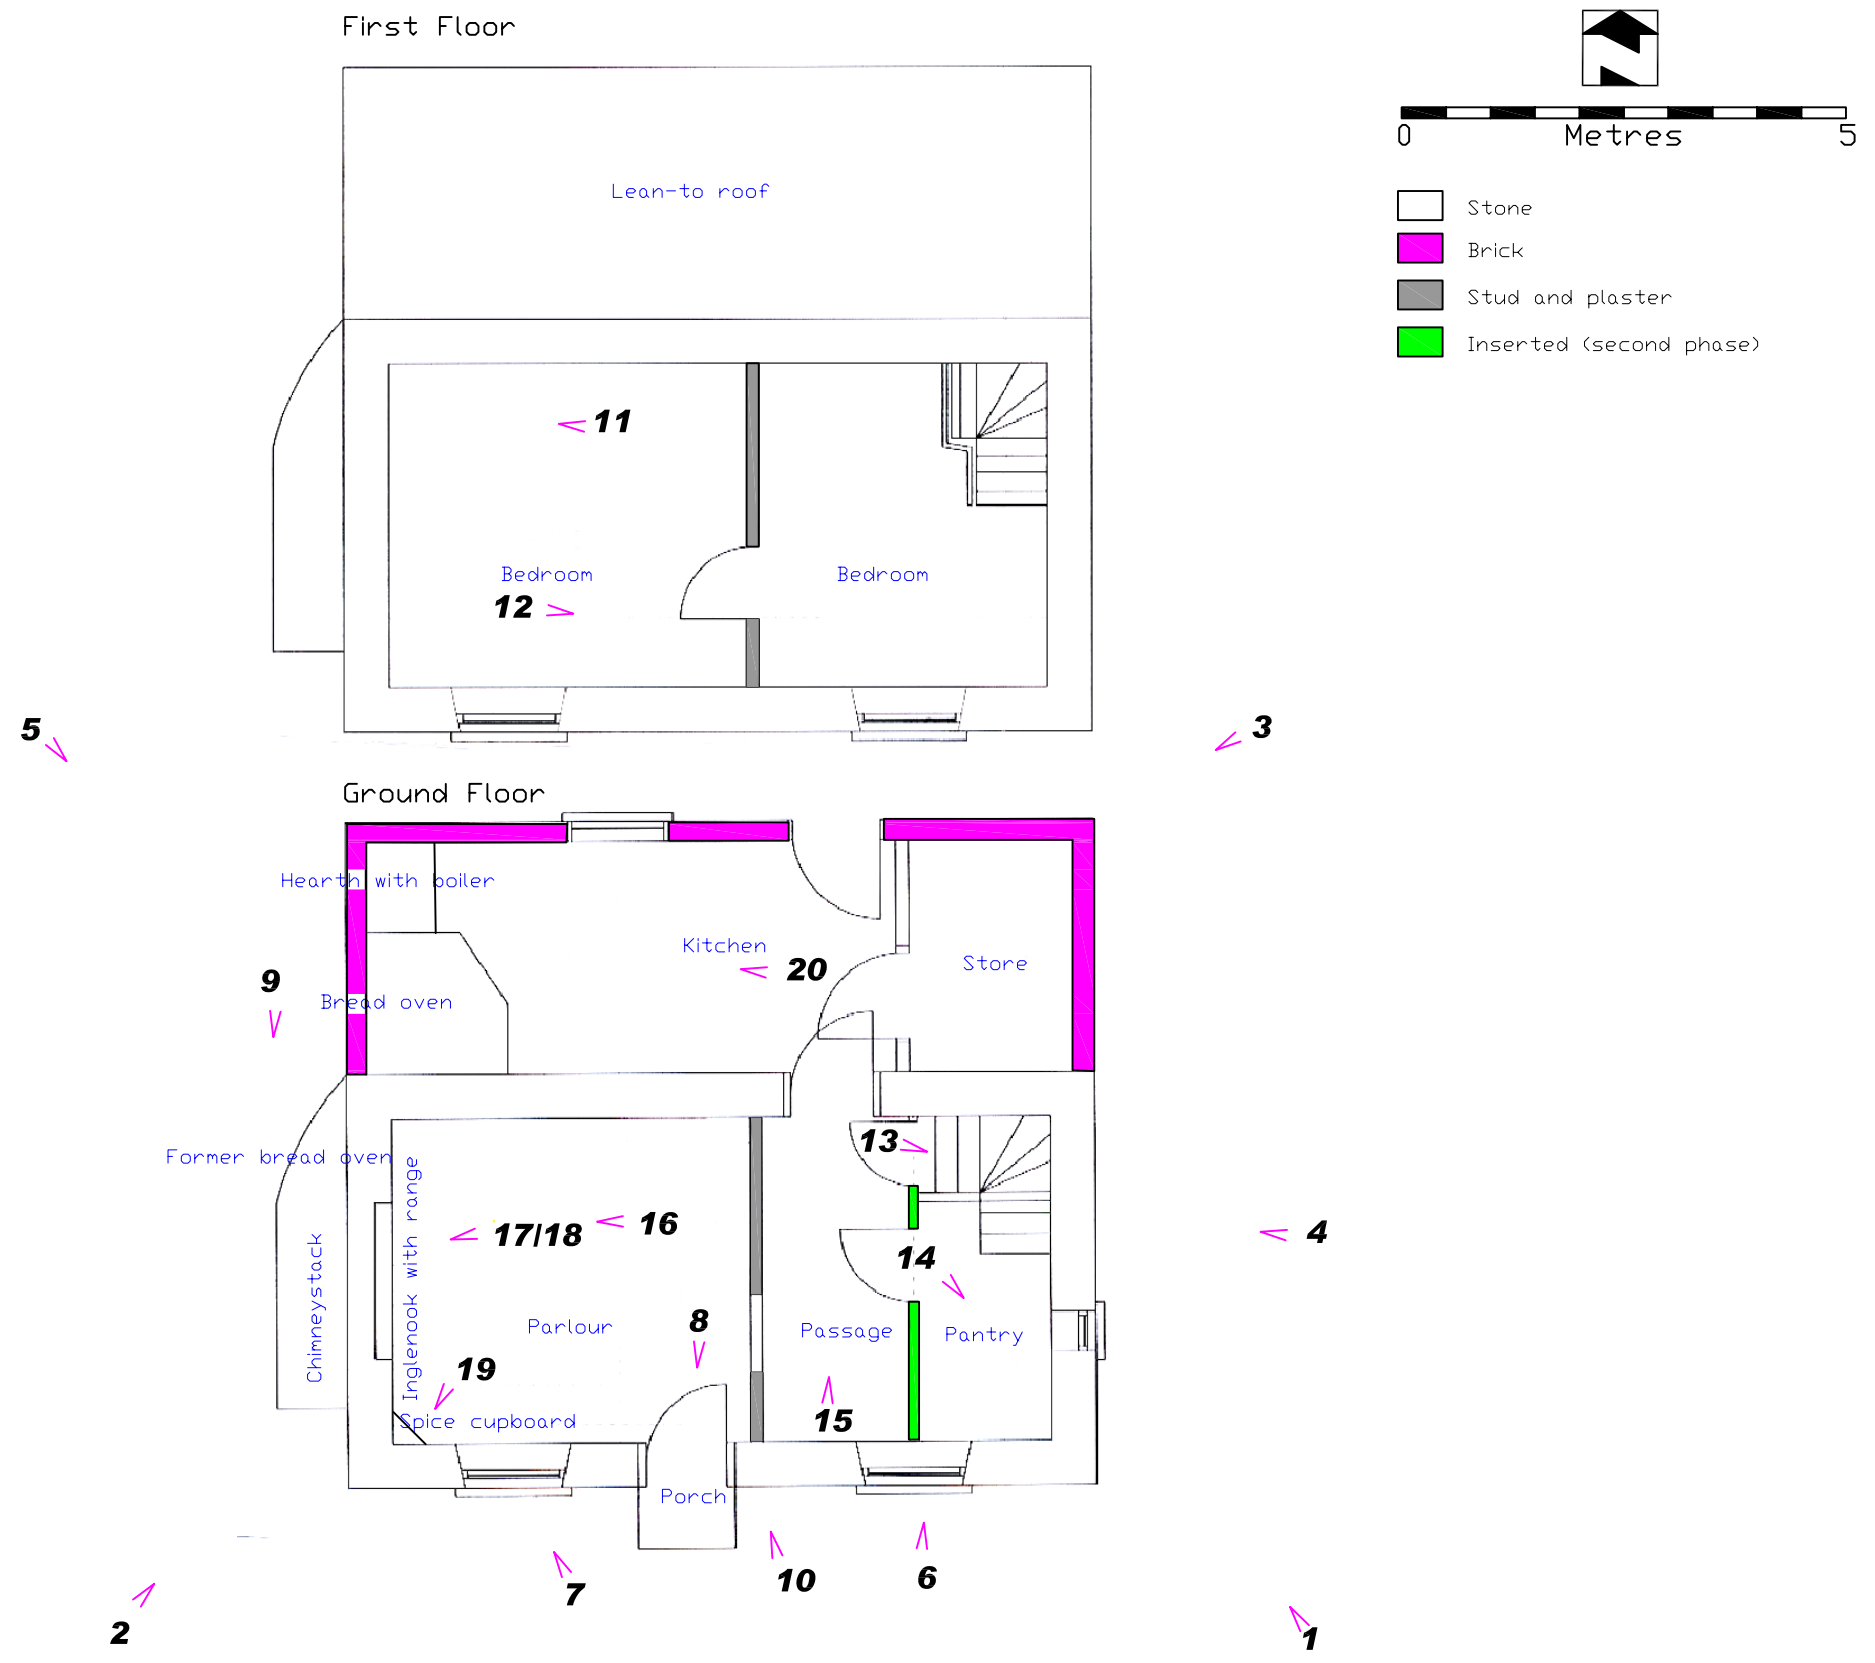 First Floor
0 Metres 5
Lean-to roof
Stone
Brick
Stud and plaster
Inserted (second phase)
11
Bedroom
Bedroom
12
5
3
Ground Floor
Hearth with boiler
Kitchen
20
Store
9
Bread oven
13
Former bread oven
Inglenook with range
Chimneystack
17/18
16
14
4
8
Parlour
Passage
Pantry
19
15
Spice cupboard
Porch
7
10
6
2
1